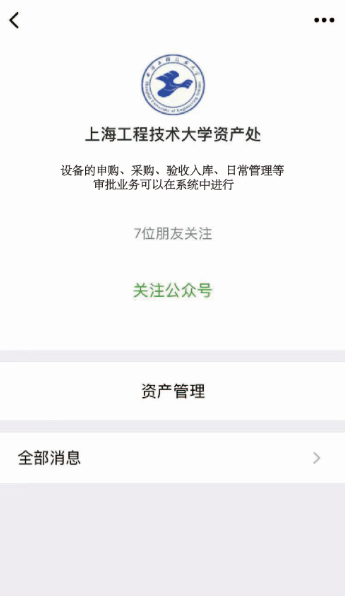 上海工程技术大学资产处
设备的申购、采购、验收入库、日常管理等
审批业务可以在系统中进行
7位朋友关注
关注公众号
资产管理
全部消息